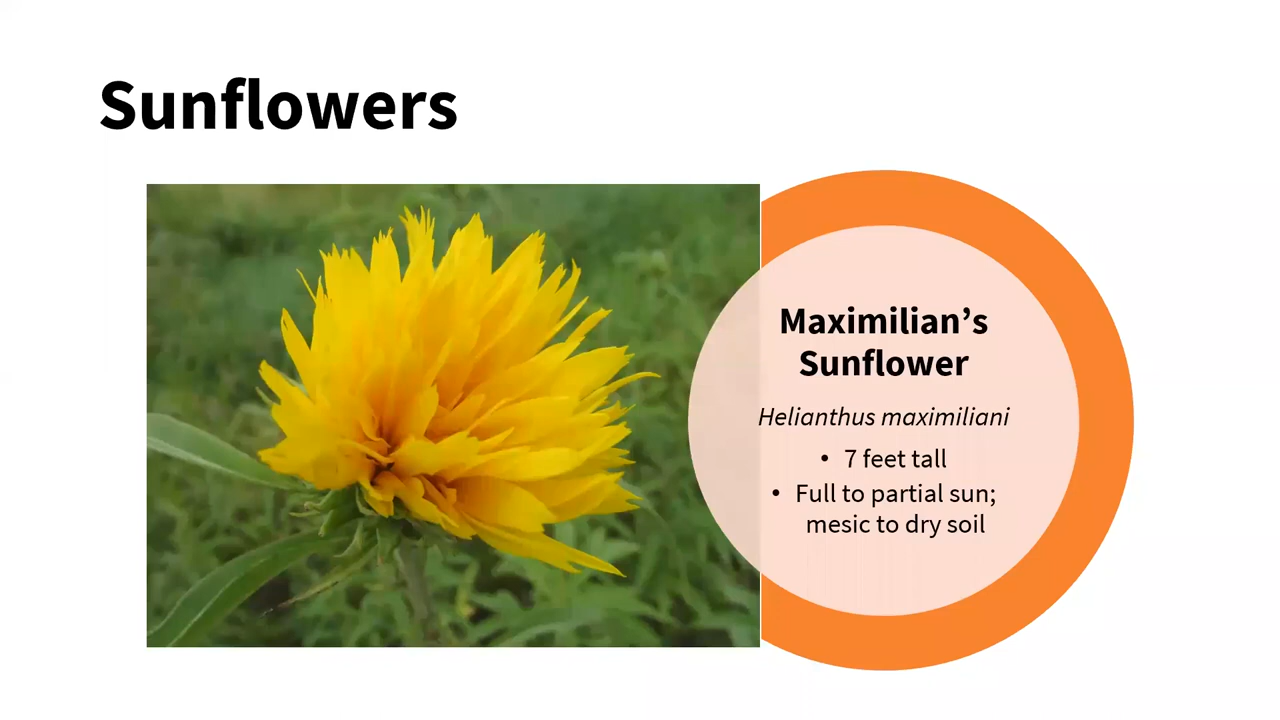 Sunflowers
Maximilian’s
Sunflower
Helianthus maximiliani
• 7 feet tall
• Full to partial sun;
mesic to dry soil